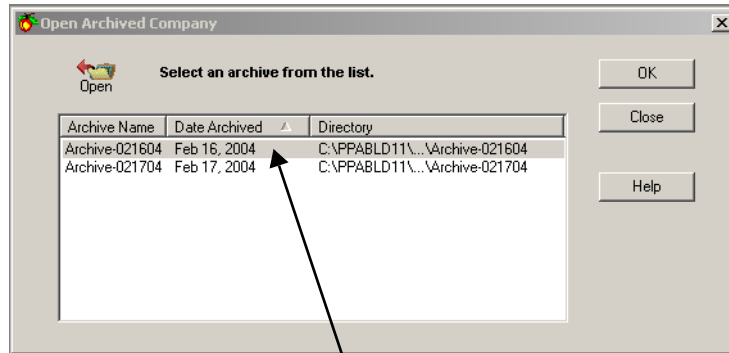 Open Archived Company
Open
Select an archive from the list.
OK
Close
Help
Archive Name Date Archived Directory
Archive-021604 Feb 16, 2004 C:\PPABLD11\...\Archive-021604
Archive-021704 Feb 17, 2004 C:\PPABLD11\...\Archive-021704